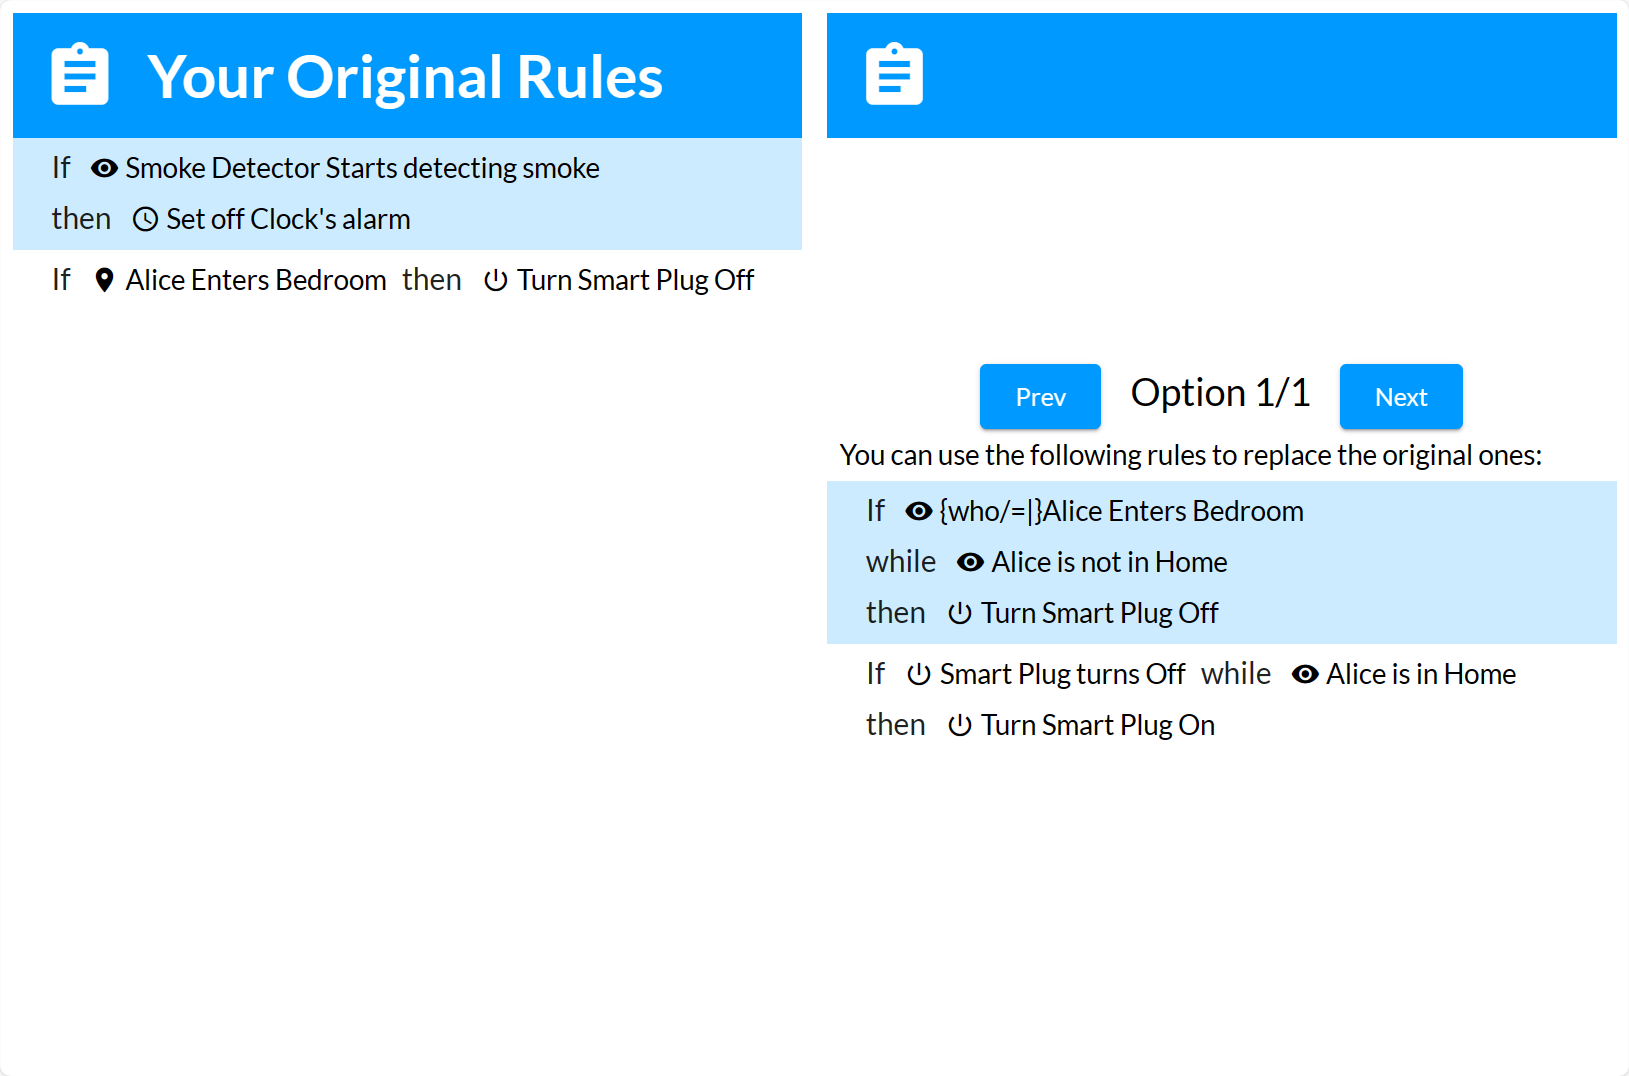 Your Original Rules
If Smoke Detector Starts detecting smoke
then Set off Clock's alarm
If Alice Enters Bedroom then Turn Smart Plug Off
Prev Option 1/1 Next
You can use the following rules to replace the original ones:
If {who/=|}Alice Enters Bedroom
while Alice is not in Home
then Turn Smart Plug Off
If Smart Plug turns Off while Alice is in Home
then Turn Smart Plug On